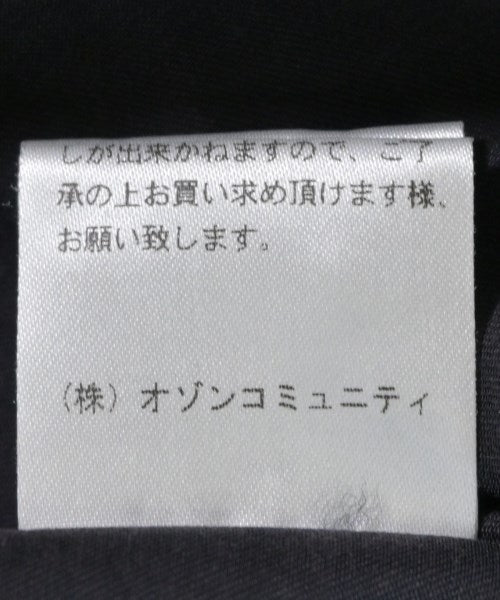 しが出来かねますので、ご了
承の上お買い求め頂けます様、
お願い致します。
（株）オゾンコミュニティ